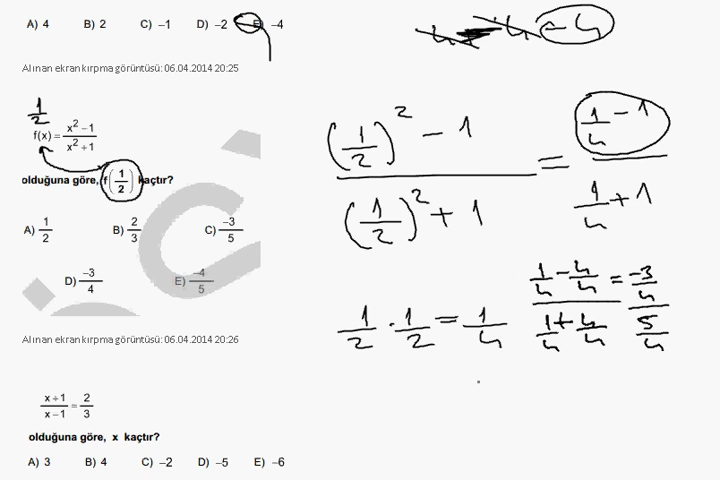 A) 4 B) 2 C) –1 D) –2 E) –4
Alınan ekran kırpma görüntüsü: 06.04.2014 20:25
1/2
f(x) = (x² – 1)/(x² + 1)
olduğuna göre, f(1/2) kaçtır?
A) 1/2 B) 2/3 C) –3/5
D) –3/4 E) –4/5
Alınan ekran kırpma görüntüsü: 06.04.2014 20:26
(x + 1)/(x – 1) = 2/3
olduğuna göre, x kaçtır?
A) 3 B) 4 C) –2 D) –5 E) –6
–4
((1/2)² – 1)/((1/2)² + 1) = (1/4 – 1)/(1/4 + 1)
1/2 · 1/2 = 1/4
(1/4 – 4/4)/(1/4 + 4/4) = (–3/4)/(5/4)